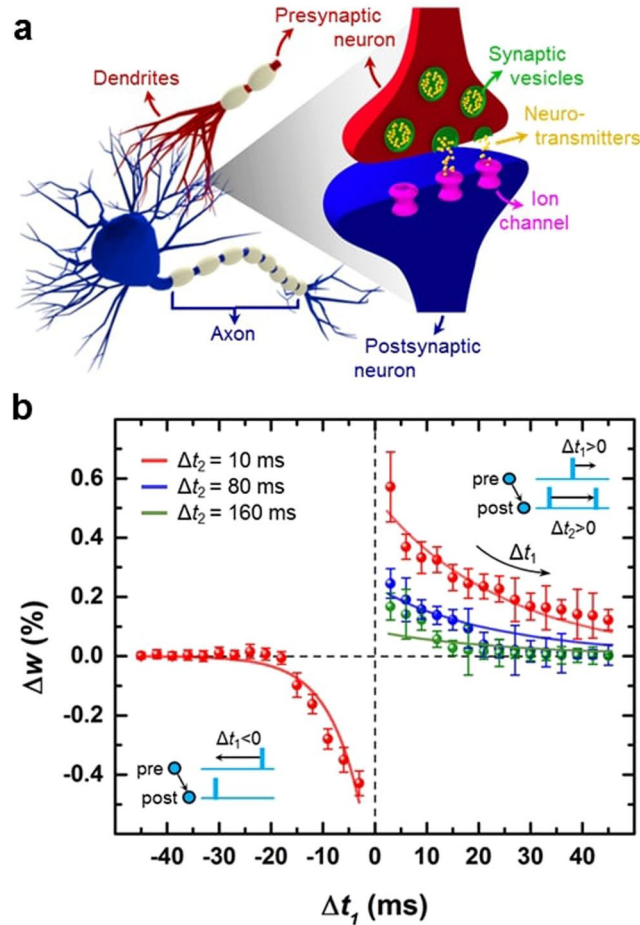 a
Presynaptic
neuron
Dendrites
Synaptic
vesicles
Neuro-
transmitters
Ion
channel
Axon
Postsynaptic
neuron
b
Δt2 = 10 ms
Δt2 = 80 ms
Δt2 = 160 ms
Δt1>0
pre
post
Δt2>0
Δt1
Δw (%)
0.6
0.4
0.2
0.0
-0.2
-0.4
Δt1<0
pre
post
-40 -30 -20 -10 0 10 20 30 40
Δt1 (ms)